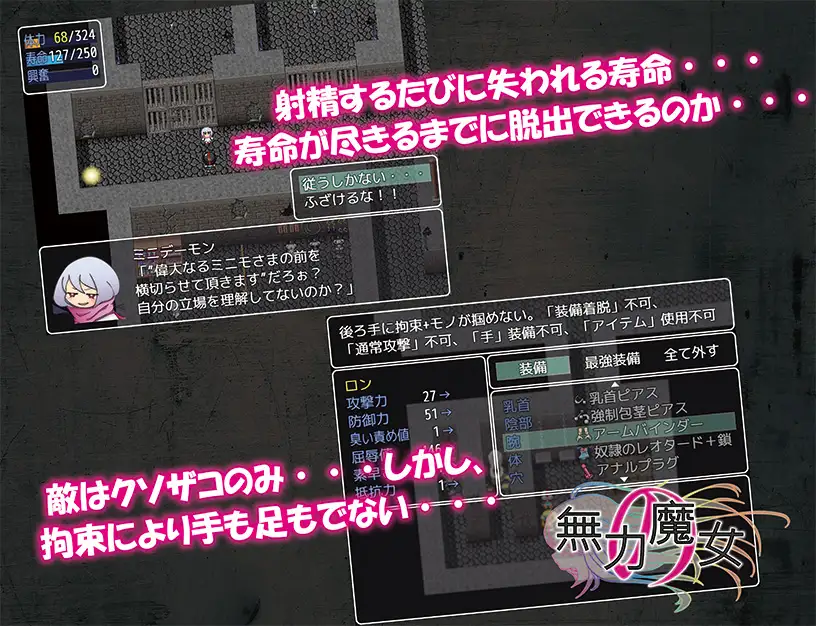 体力 68/324
寿命127/250
興奮 0
射精するたびに失われる寿命・・・
寿命が尽きるまでに脱出できるのか・・・
従うしかない・・・
ふざけるな！！
ミニデーモン
「“偉大なるミニモさまの前を
横切らせて頂きます”だろぉ？
自分の立場を理解してないのか？」
後ろ手に拘束+モノが掴めない。「装備着脱」不可、
「通常攻撃」不可、「手」装備不可、「アイテム」使用不可
装備 最強装備 全て外す
ロン
攻撃力 27→
防御力 51→
臭い責め値 1→
屈辱値
素早
抵抗力 1→
乳首 乳首ピアス
陰部 強制包茎ピアス
腕 アームバインダー
体 奴隷のレオタード＋鎖
穴 アナルプラグ
敵はクソザコのみ・・・しかし、
拘束により手も足もでない・・・
無力魔女